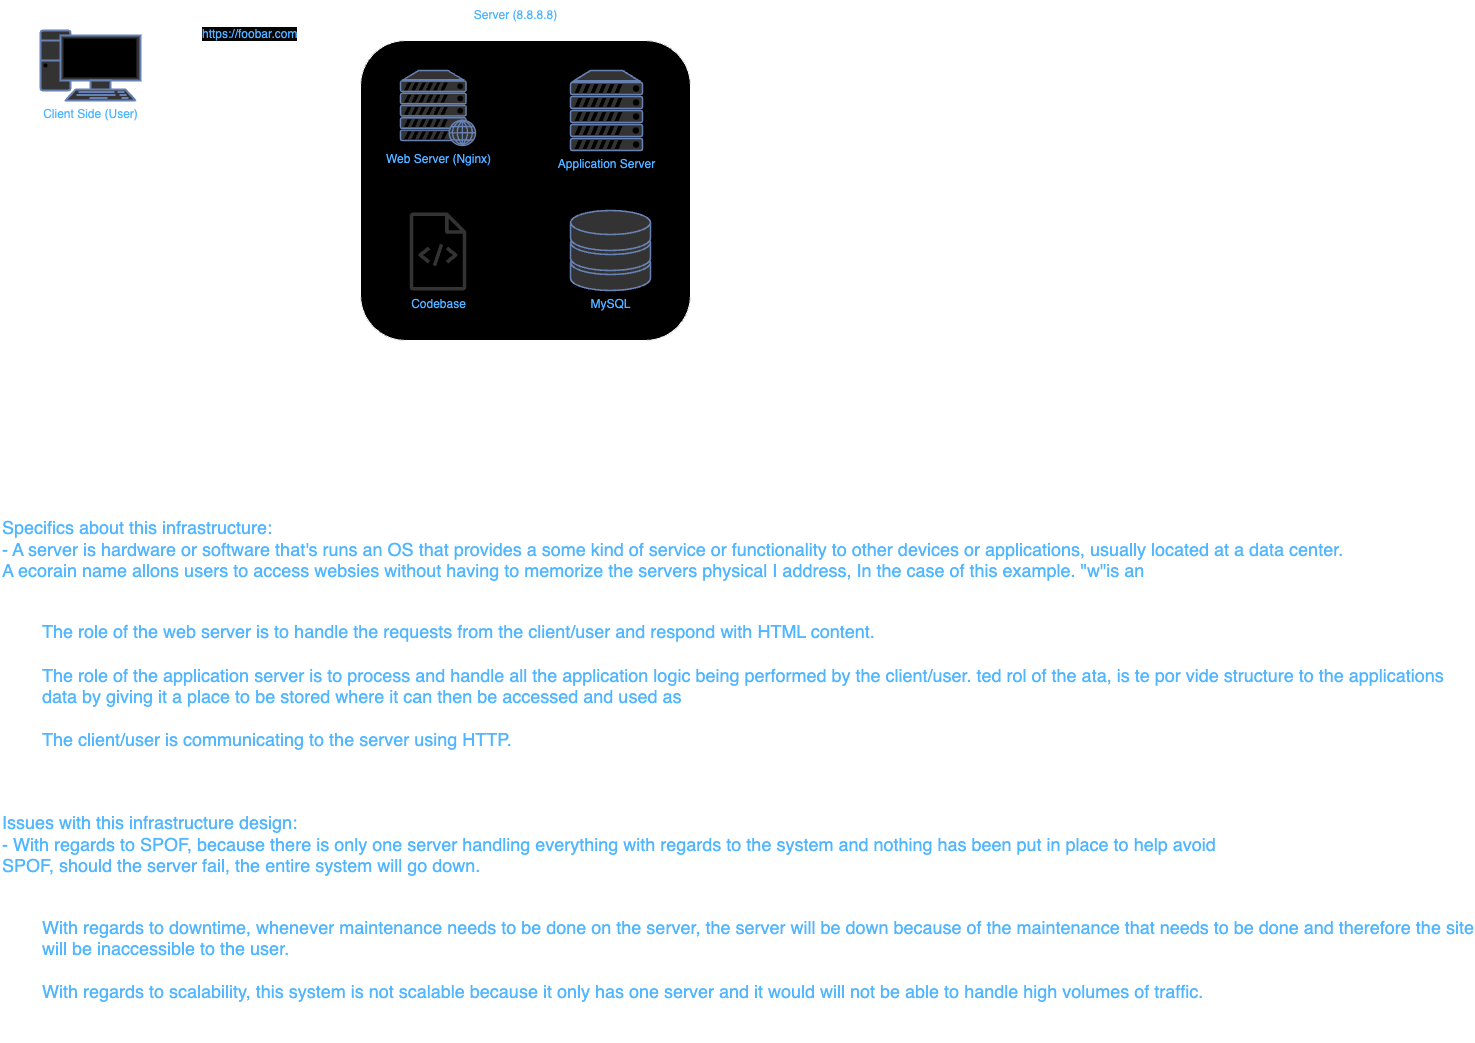 Server (8.8.8.8)
https://foobar.com
Client Side (User)
Web Server (Nginx)
Application Server
Codebase
MySQL
Specifics about this infrastructure:
- A server is hardware or software that's runs an OS that provides a some kind of service or functionality to other devices or applications, usually located at a data center.
A ecorain name allons users to access websies without having to memorize the servers physical I address, In the case of this example. "w"is an
The role of the web server is to handle the requests from the client/user and respond with HTML content.
The role of the application server is to process and handle all the application logic being performed by the client/user. ted rol of the ata, is te por vide structure to the applications
data by giving it a place to be stored where it can then be accessed and used as
The client/user is communicating to the server using HTTP.
Issues with this infrastructure design:
- With regards to SPOF, because there is only one server handling everything with regards to the system and nothing has been put in place to help avoid
SPOF, should the server fail, the entire system will go down.
With regards to downtime, whenever maintenance needs to be done on the server, the server will be down because of the maintenance that needs to be done and therefore the site
will be inaccessible to the user.
With regards to scalability, this system is not scalable because it only has one server and it would will not be able to handle high volumes of traffic.